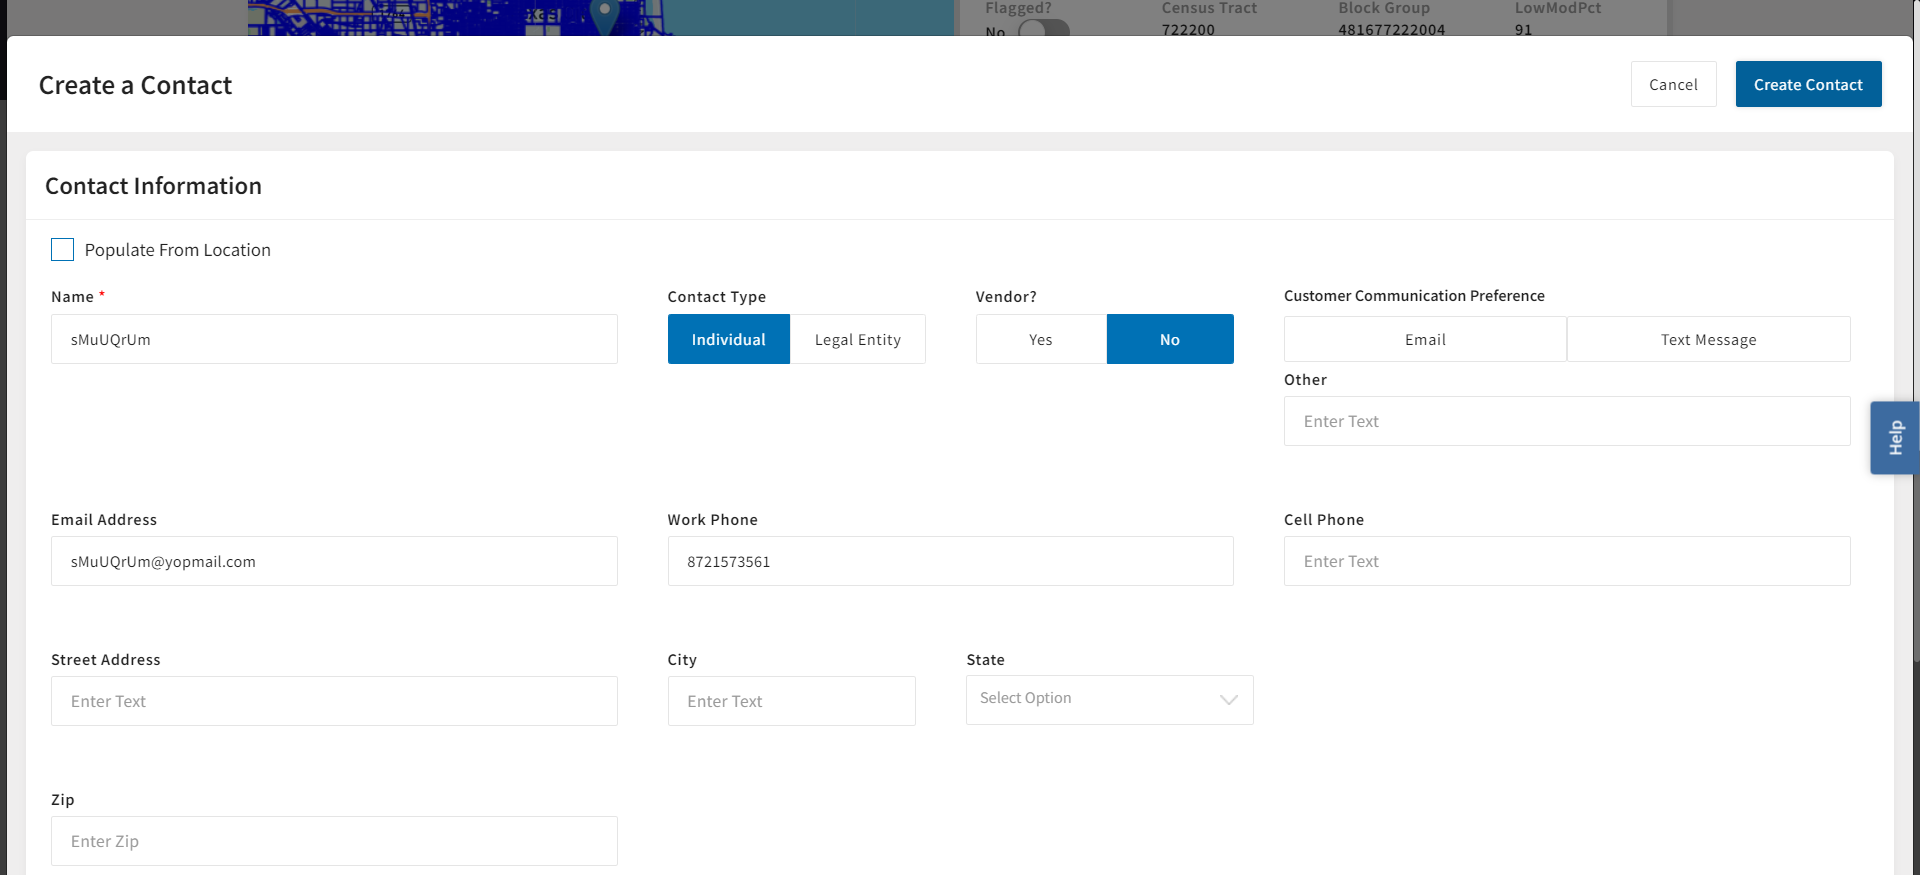 Flagged?
Census Tract
Block Group
LowModPct
No
722200
481677222004
91
Create a Contact
Cancel
Create Contact
Contact Information
Populate From Location
Name *
Contact Type
Vendor?
Customer Communication Preference
sMuUQrUm
Individual
Legal Entity
Yes
No
Email
Text Message
Other
Enter Text
Help
Email Address
Work Phone
Cell Phone
sMuUQrUm@yopmail.com
8721573561
Enter Text
Street Address
City
State
Enter Text
Enter Text
Select Option
Zip
Enter Zip